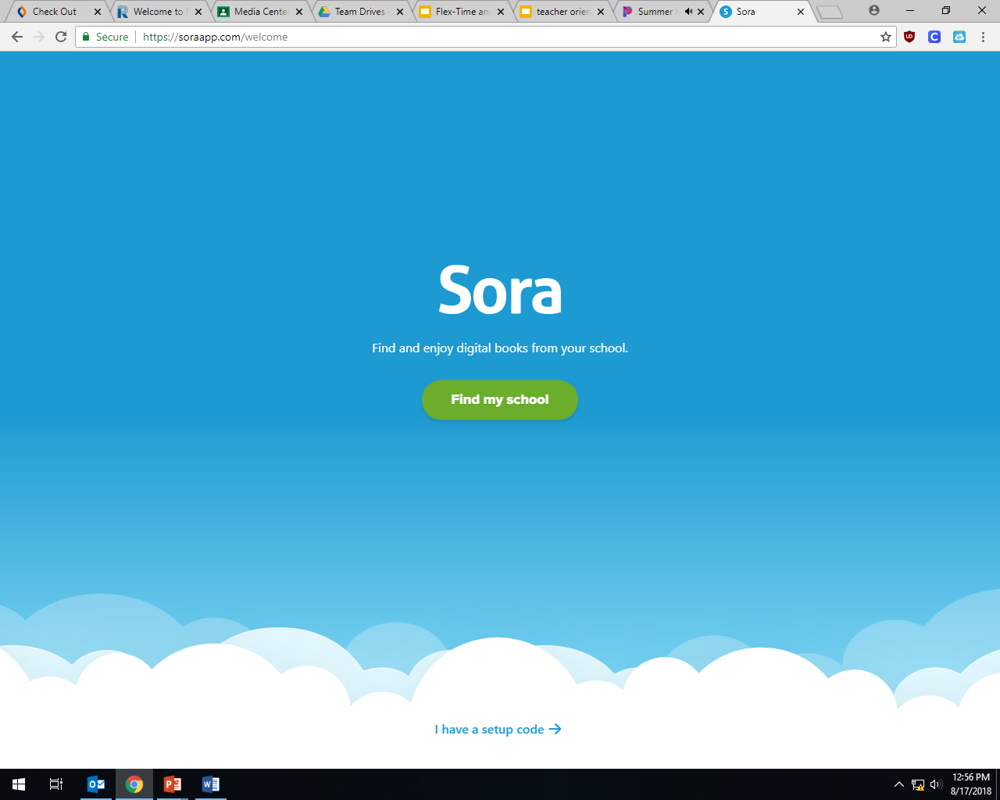 Check Out
Welcome to
Media Cente
Team Drives
Flex-Time an
teacher orien
Summer
Sora
Secure
https://soraapp.com/welcome
Sora
Find and enjoy digital books from your school.
Find my school
I have a setup code →
12:56 PM
8/17/2018